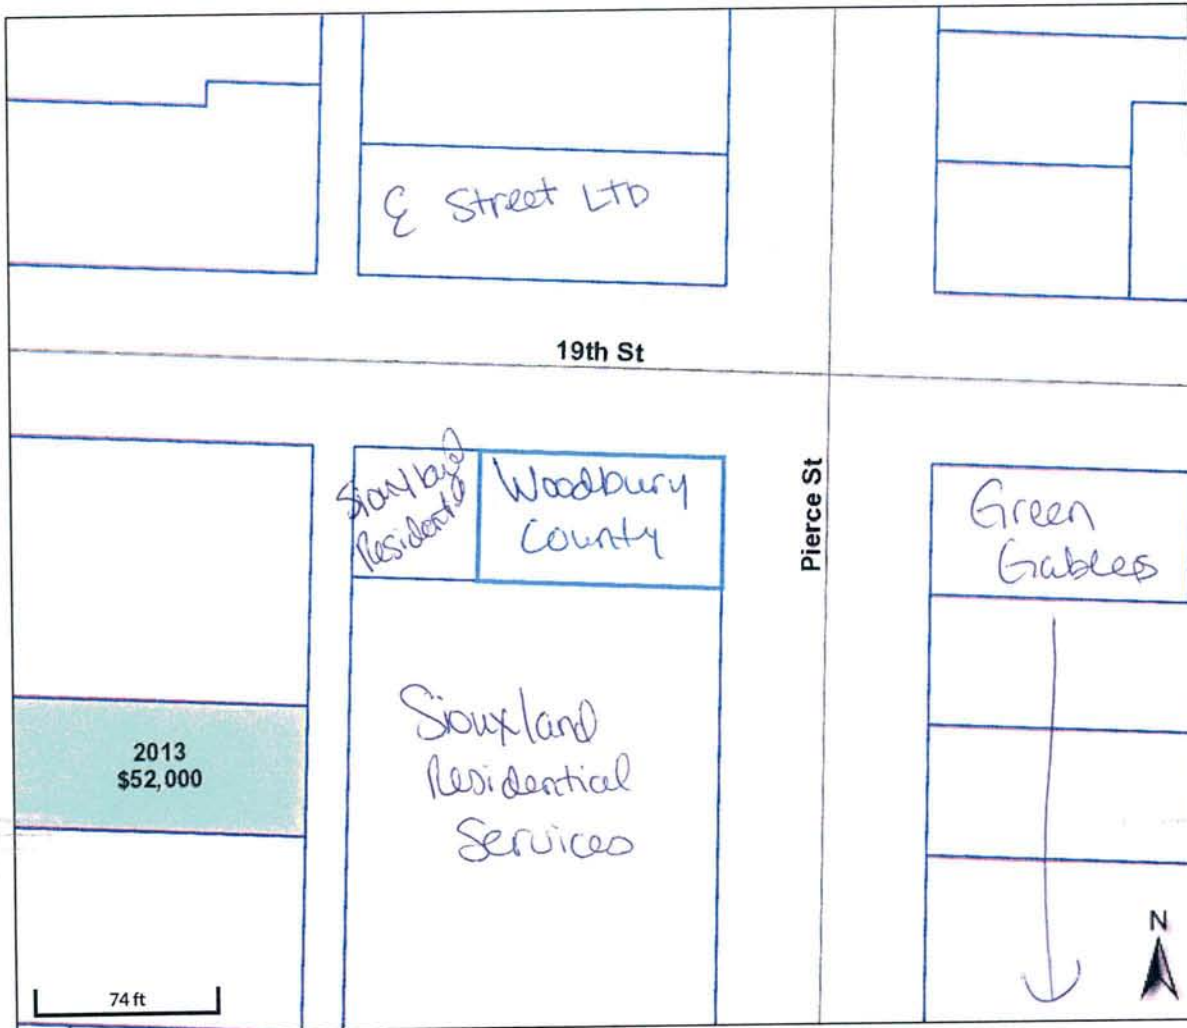 E Street LTD
19th St
Siouxland
Residential
Woodbury
County
Pierce St
Green
Gables
2013
$52,000
Siouxland
Residential
Services
N
74 ft